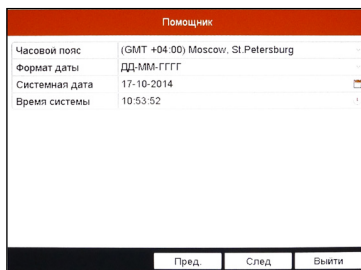 Помощник
Часовой пояс (GMT +04:00) Moscow, St.Petersburg
Формат даты ДД-ММ-ГГГГ
Системная дата 17-10-2014
Время системы 10:53:52
Пред. След Выйти